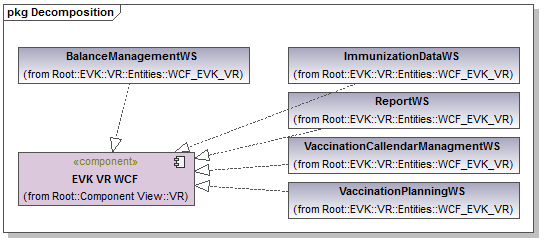 pkg Decomposition
BalanceManagementWS
(from Root::EVK::VR::Entities::WCF_EVK_VR)
ImmunizationDataWS
(from Root::EVK::VR::Entities::WCF_EVK_VR)
ReportWS
(from Root::EVK::VR::Entities::WCF_EVK_VR)
VaccinationCallendarManagmentWS
(from Root::EVK::VR::Entities::WCF_EVK_VR)
VaccinationPlanningWS
(from Root::EVK::VR::Entities::WCF_EVK_VR)
«component»
EVK VR WCF
(from Root::Component View::VR)